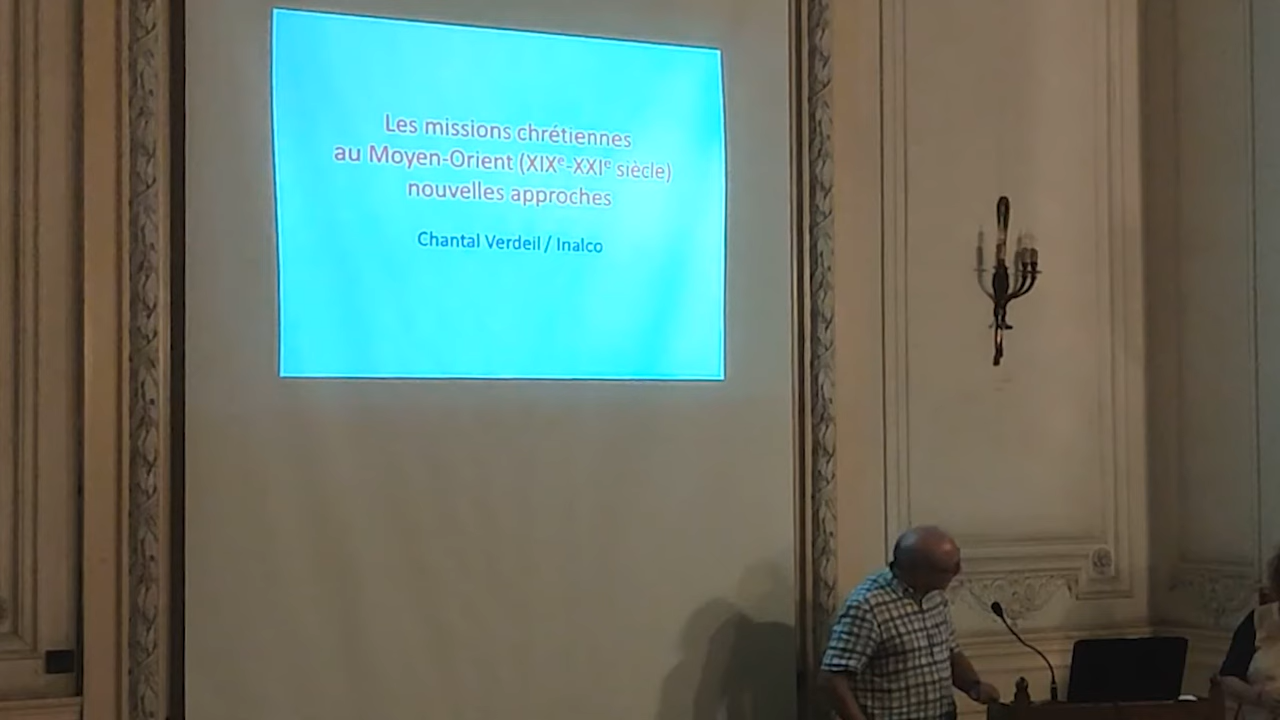 Les missions chrétiennes
au Moyen-Orient (XIXᵉ-XXIᵉ siècle)
nouvelles approches
Chantal Verdeil / Inalco